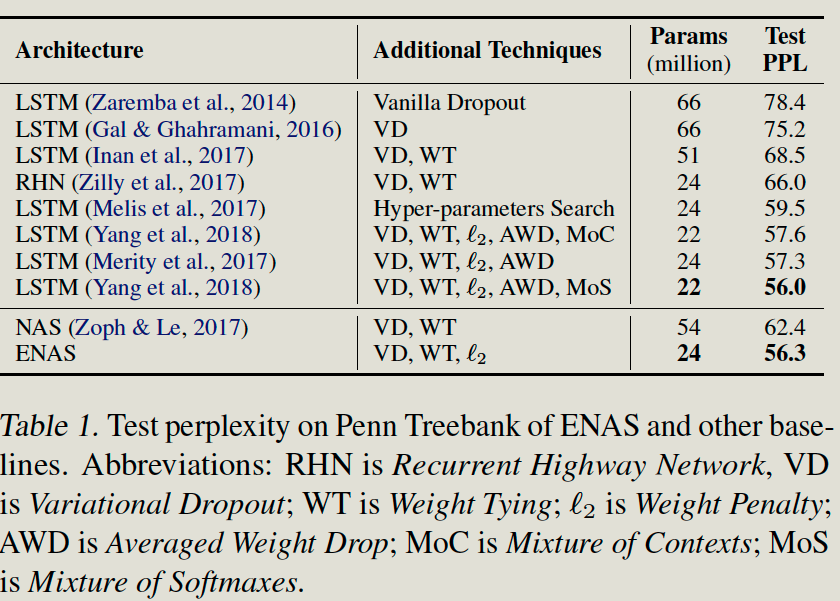 Architecture Additional Techniques Params (million) Test PPL
LSTM (Zaremba et al., 2014) Vanilla Dropout 66 78.4
LSTM (Gal & Ghahramani, 2016) VD 66 75.2
LSTM (Inan et al., 2017) VD, WT 51 68.5
RHN (Zilly et al., 2017) VD, WT 24 66.0
LSTM (Melis et al., 2017) Hyper-parameters Search 24 59.5
LSTM (Yang et al., 2018) VD, WT, ℓ₂, AWD, MoC 22 57.6
LSTM (Merity et al., 2017) VD, WT, ℓ₂, AWD 24 57.3
LSTM (Yang et al., 2018) VD, WT, ℓ₂, AWD, MoS 22 56.0
NAS (Zoph & Le, 2017) VD, WT 54 62.4
ENAS VD, WT, ℓ₂ 24 56.3
Table 1. Test perplexity on Penn Treebank of ENAS and other base-
lines. Abbreviations: RHN is Recurrent Highway Network, VD
is Variational Dropout; WT is Weight Tying; ℓ₂ is Weight Penalty;
AWD is Averaged Weight Drop; MoC is Mixture of Contexts; MoS
is Mixture of Softmaxes.